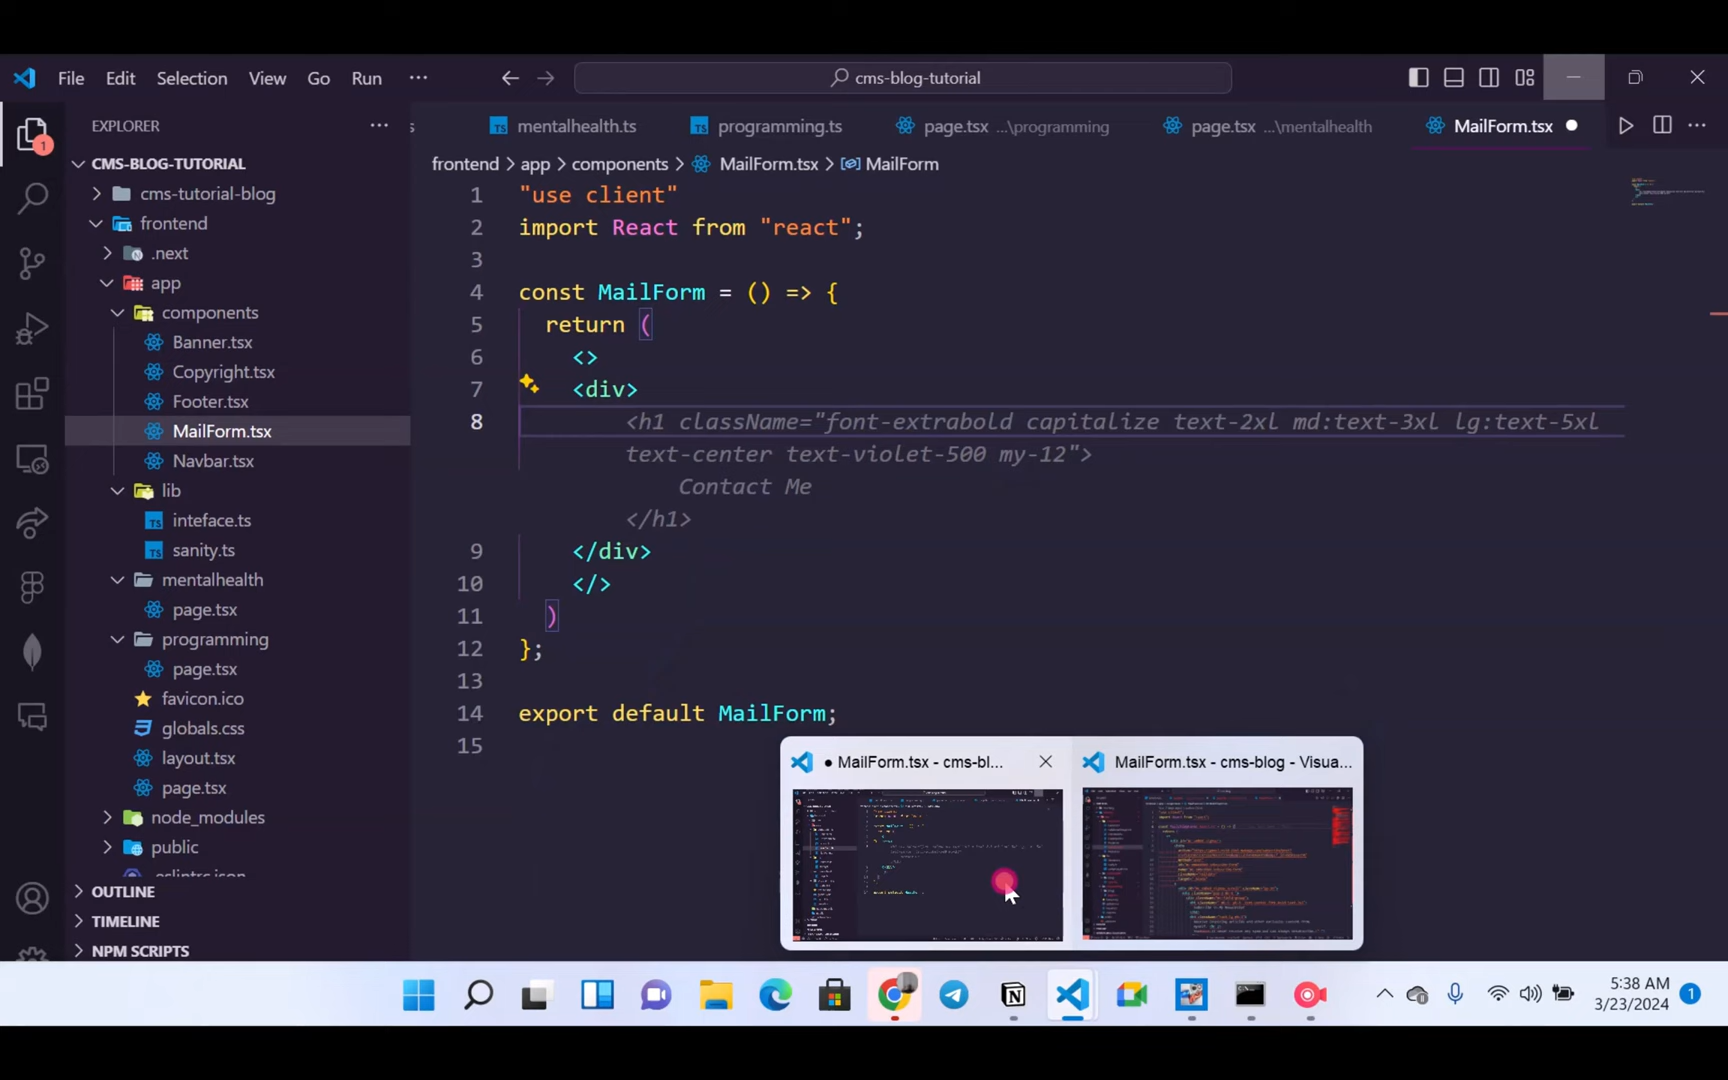 File Edit Selection View Go Run ··· cms-blog-tutorial
EXPLORER ···
CMS-BLOG-TUTORIAL
cms-tutorial-blog
frontend
.next
app
components
Banner.tsx
Copyright.tsx
Footer.tsx
MailForm.tsx
Navbar.tsx
lib
inteface.ts
sanity.ts
mentalhealth
page.tsx
programming
page.tsx
favicon.ico
globals.css
layout.tsx
page.tsx
node_modules
public
OUTLINE
TIMELINE
NPM SCRIPTS
1
s TS mentalhealth.ts TS programming.ts page.tsx ...\programming page.tsx ...\mentalhealth MailForm.tsx
frontend > app > components > MailForm.tsx > MailForm
1 "use client"
2 import React from "react";
3
4 const MailForm = () => {
5 return (
6 <>
7 <div>
8 <h1 className="font-extrabold capitalize text-2xl md:text-3xl lg:text-5xl
text-center text-violet-500 my-12">
Contact Me
</h1>
9 </div>
10 </>
11 )
12 };
13
14 export default MailForm;
15
● MailForm.tsx - cms-bl...
MailForm.tsx - cms-blog - Visua...
5:38 AM
3/23/2024
1